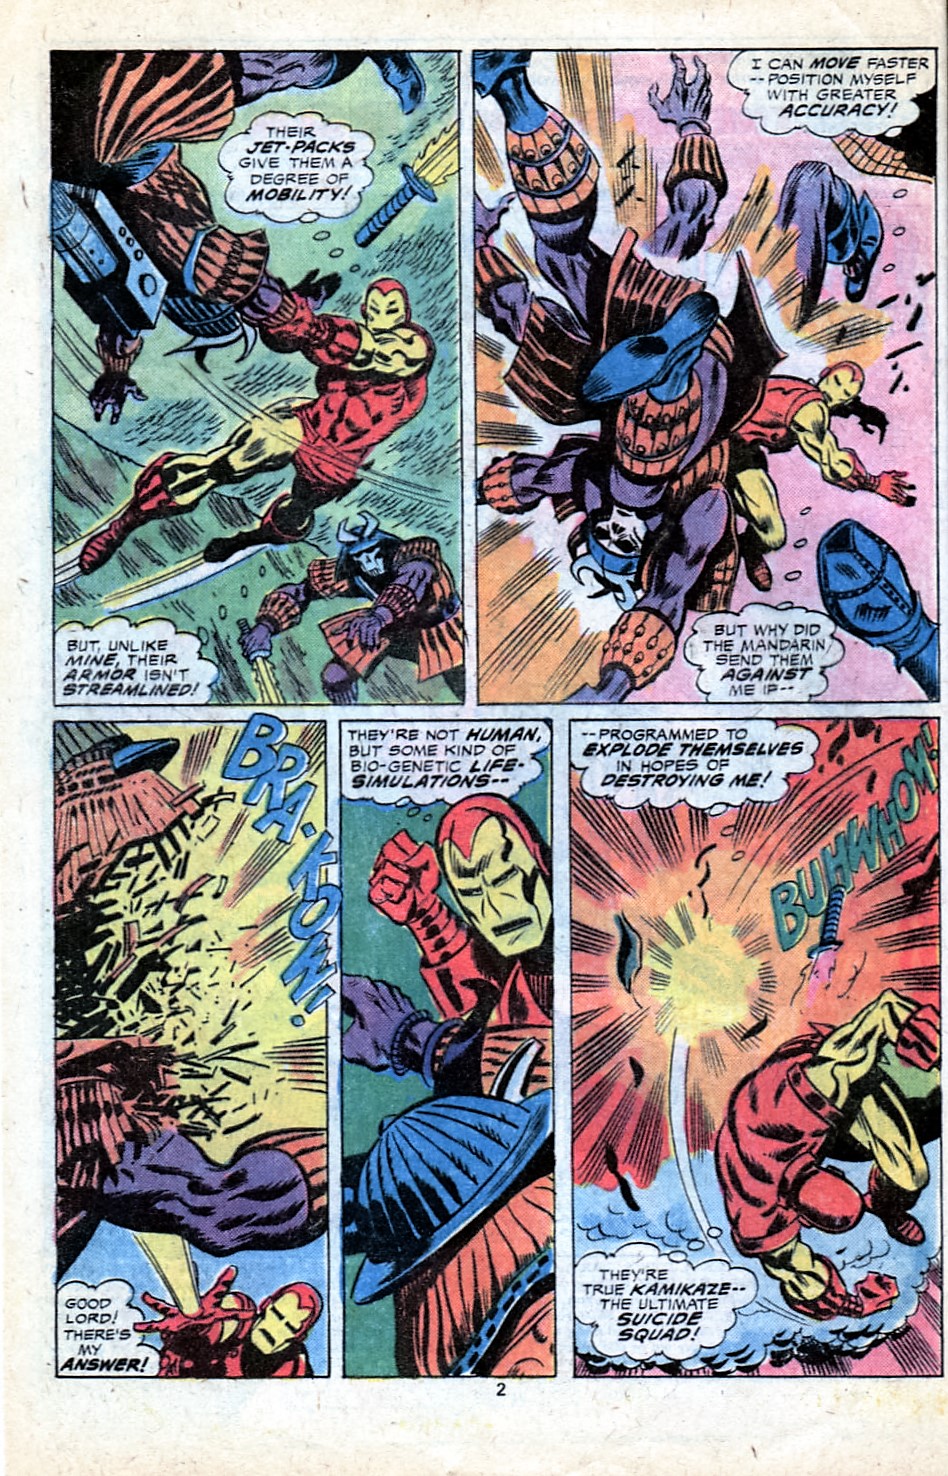 THEIR
JET-PACKS
GIVE THEM A
DEGREE OF
MOBILITY!
BUT, UNLIKE
MINE, THEIR
ARMOR ISN'T
STREAMLINED!
I CAN MOVE FASTER
--POSITION MYSELF
WITH GREATER
ACCURACY!
BUT WHY DID
THE MANDARIN
SEND THEM
AGAINST
ME IF--
BRA-KOW!
GOOD
LORD!
THERE'S
MY
ANSWER!
THEY'RE NOT HUMAN,
BUT SOME KIND OF
BIO-GENETIC LIFE-
SIMULATIONS--
--PROGRAMMED TO
EXPLODE THEMSELVES
IN HOPES OF
DESTROYING ME!
BUHWHOM!
THEY'RE
TRUE KAMIKAZE--
THE ULTIMATE
SUICIDE
SQUAD!
2